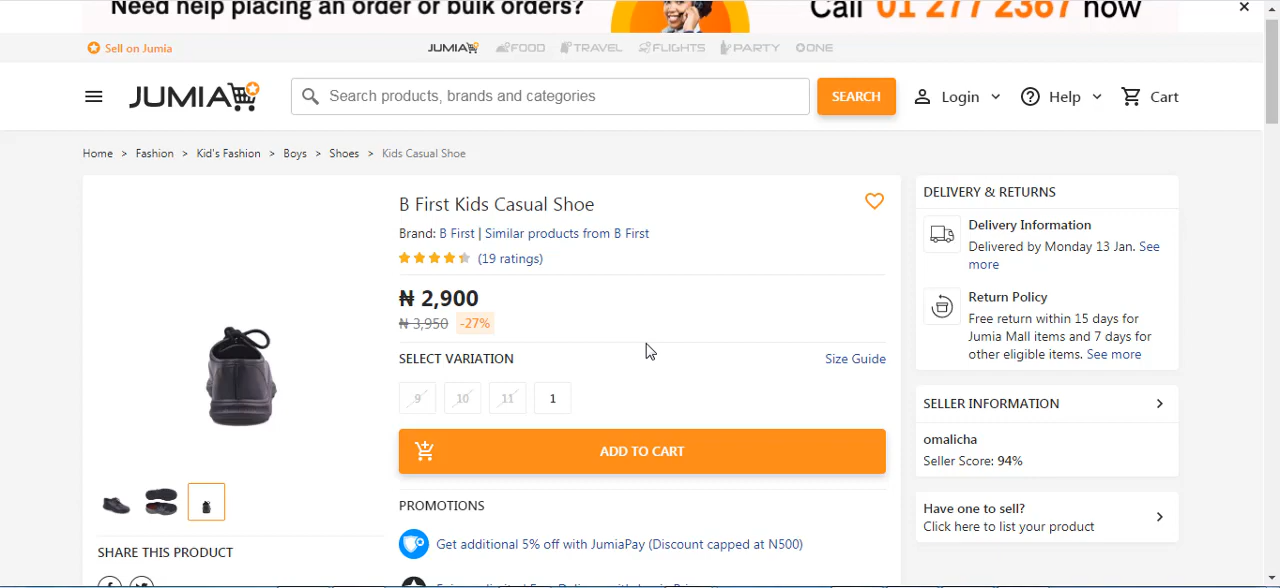 Need help placing an order or bulk orders?
Call 01 277 2367 now
Sell on Jumia
JUMIA
FOOD
TRAVEL
FLIGHTS
PARTY
ONE
JUMIA
Search products, brands and categories
SEARCH
Login
Help
Cart
Home > Fashion > Kid's Fashion > Boys > Shoes > Kids Casual Shoe
B First Kids Casual Shoe
Brand: B First | Similar products from B First
(19 ratings)
₦ 2,900
₦ 3,950 -27%
SELECT VARIATION
Size Guide
9 10 11 1
ADD TO CART
PROMOTIONS
Get additional 5% off with JumiaPay (Discount capped at N500)
SHARE THIS PRODUCT
DELIVERY & RETURNS
Delivery Information
Delivered by Monday 13 Jan. See
more
Return Policy
Free return within 15 days for
Jumia Mall items and 7 days for
other eligible items. See more
SELLER INFORMATION
omalicha
Seller Score: 94%
Have one to sell?
Click here to list your product